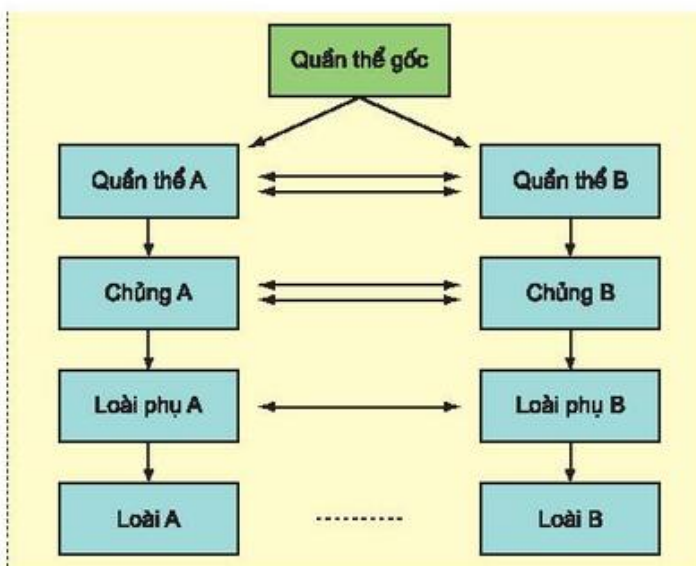 Quần thể gốc
Quần thể A
Quần thể B
Chủng A
Chủng B
Loài phụ A
Loài phụ B
Loài A
Loài B